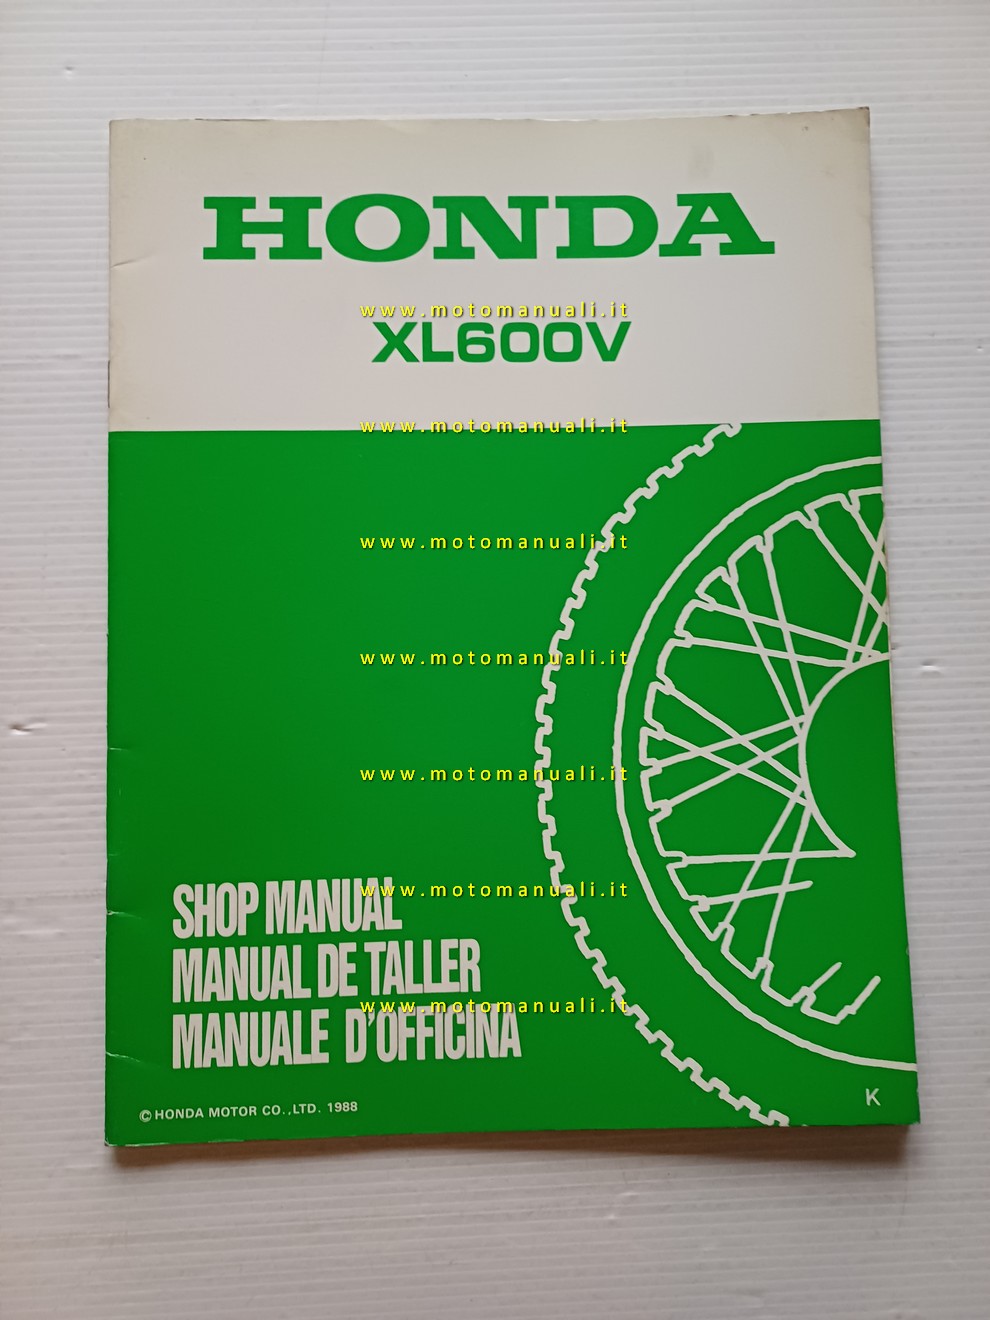 HONDA
www.motomanuali.it
XL600V
www.motomanuali.it
www.motomanuali.it
www.motomanuali.it
www.motomanuali.it
www.motomanuali.it
SHOP MANUAL
MANUAL DE TALLER
www.motomanuali.it
MANUALE D'OFFICINA
© HONDA MOTOR CO.,LTD. 1988
K